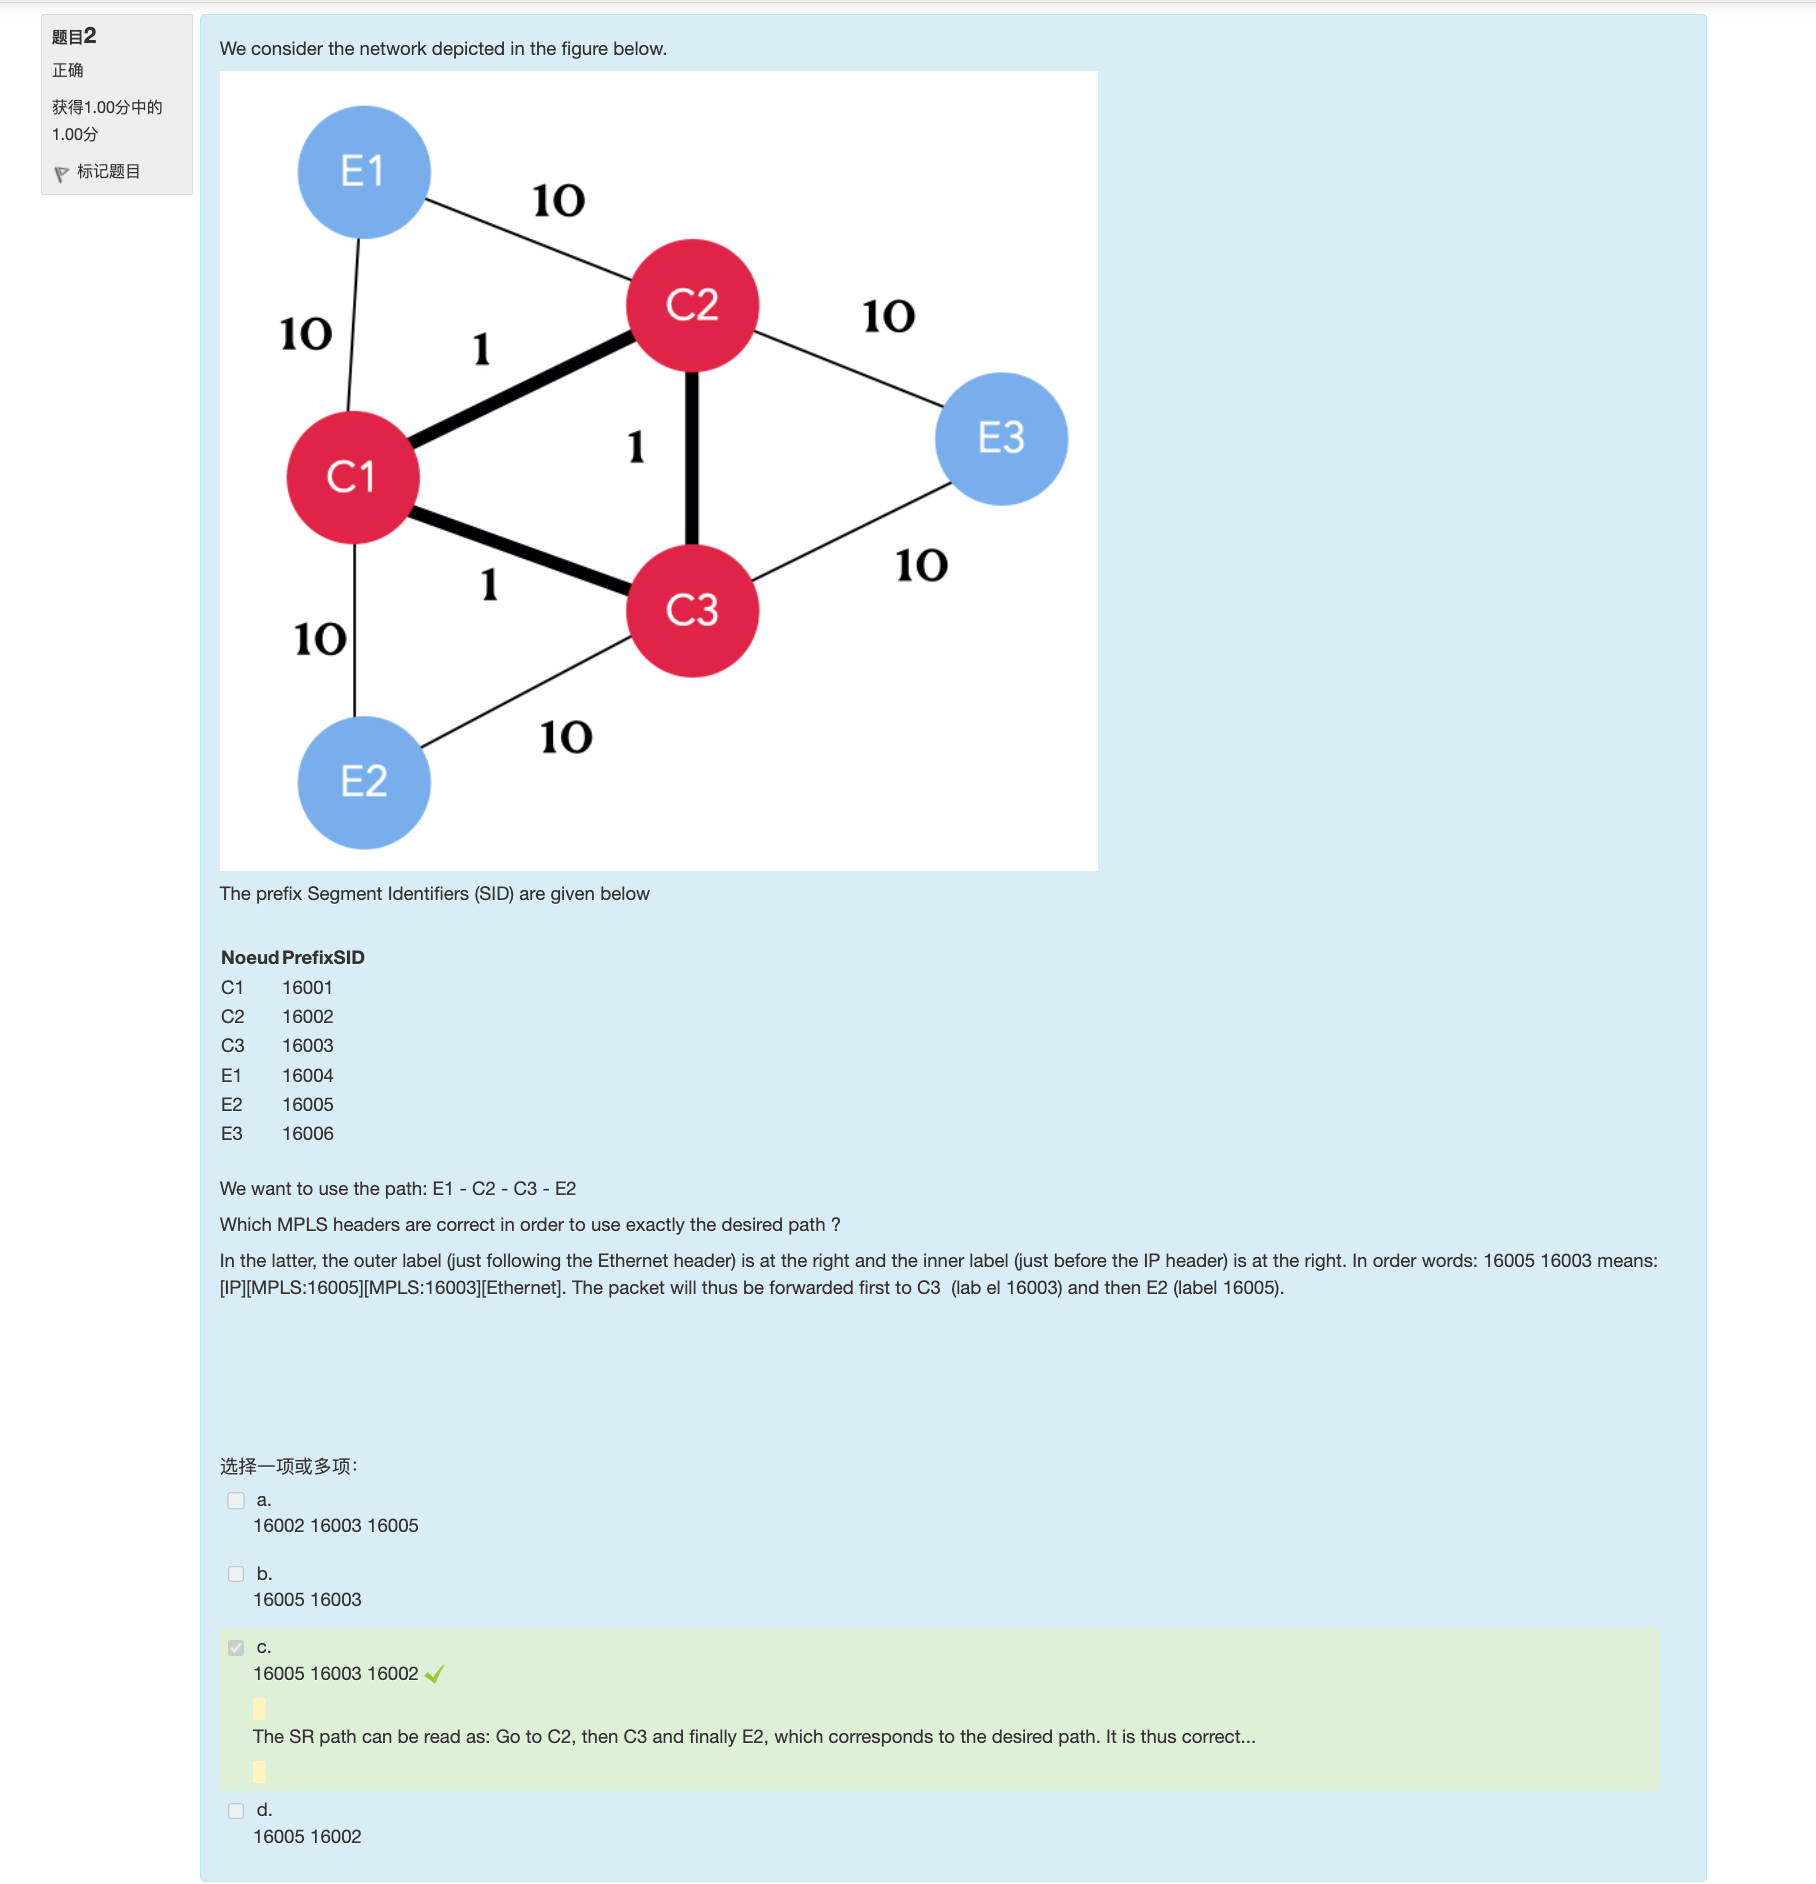 题目2
正确
获得1.00分中的
1.00分
标记题目
We consider the network depicted in the figure below.
E1
10
C2
10
10
1
E3
1
C1
10
1
C3
10
10
E2
The prefix Segment Identifiers (SID) are given below
Noeud PrefixSID
C1 16001
C2 16002
C3 16003
E1 16004
E2 16005
E3 16006
We want to use the path: E1 - C2 - C3 - E2
Which MPLS headers are correct in order to use exactly the desired path ?
In the latter, the outer label (just following the Ethernet header) is at the right and the inner label (just before the IP header) is at the right. In order words: 16005 16003 means:
[IP][MPLS:16005][MPLS:16003][Ethernet]. The packet will thus be forwarded first to C3 (lab el 16003) and then E2 (label 16005).
选择一项或多项：
a.
16002 16003 16005
b.
16005 16003
c.
16005 16003 16002
The SR path can be read as: Go to C2, then C3 and finally E2, which corresponds to the desired path. It is thus correct...
d.
16005 16002